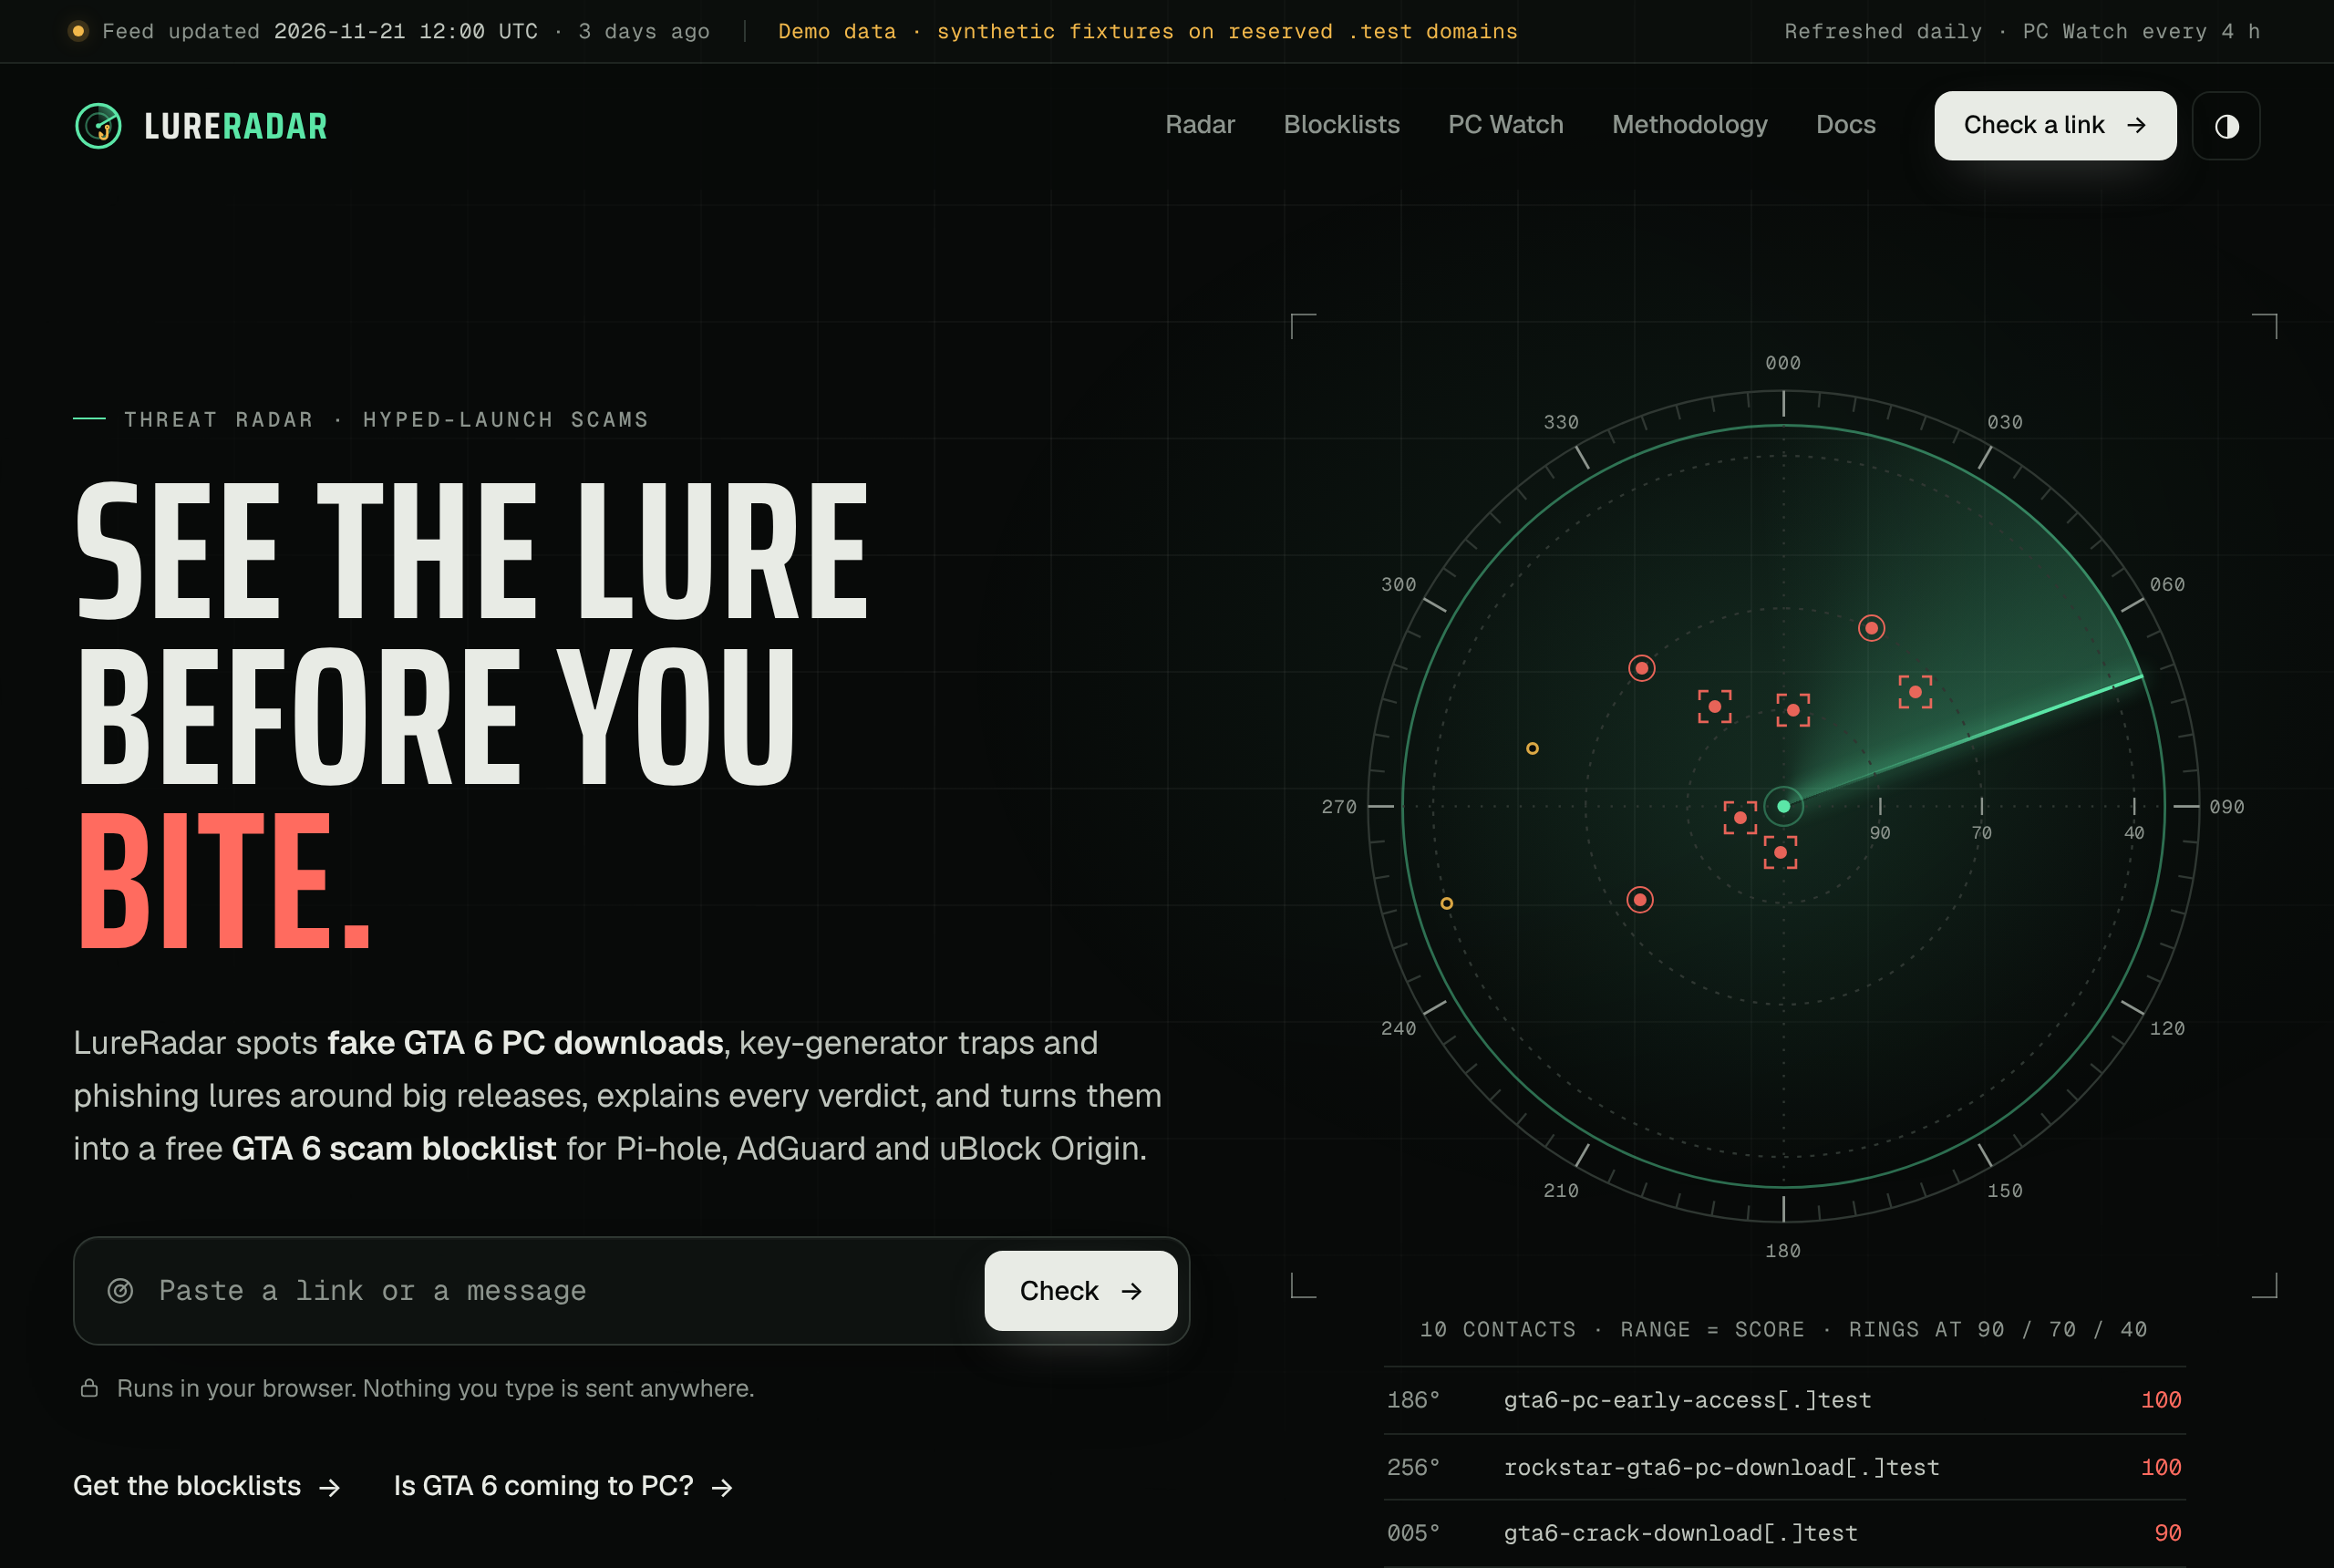 Feed updated 2026-11-21 12:00 UTC · 3 days ago
Demo data · synthetic fixtures on reserved .test domains
Refreshed daily · PC Watch every 4 h
LURERADAR
Radar
Blocklists
PC Watch
Methodology
Docs
Check a link →
THREAT RADAR · HYPED-LAUNCH SCAMS
SEE THE LURE
BEFORE YOU
BITE.
LureRadar spots fake GTA 6 PC downloads, key-generator traps and
phishing lures around big releases, explains every verdict, and turns them
into a free GTA 6 scam blocklist for Pi-hole, AdGuard and uBlock Origin.
Paste a link or a message
Check →
Runs in your browser. Nothing you type is sent anywhere.
Get the blocklists →
Is GTA 6 coming to PC? →
000
330
030
300
060
270
090
90
70
40
240
120
210
150
180
10 CONTACTS · RANGE = SCORE · RINGS AT 90 / 70 / 40
186° gta6-pc-early-access[.]test 100
256° rockstar-gta6-pc-download[.]test 100
005° gta6-crack-download[.]test 90